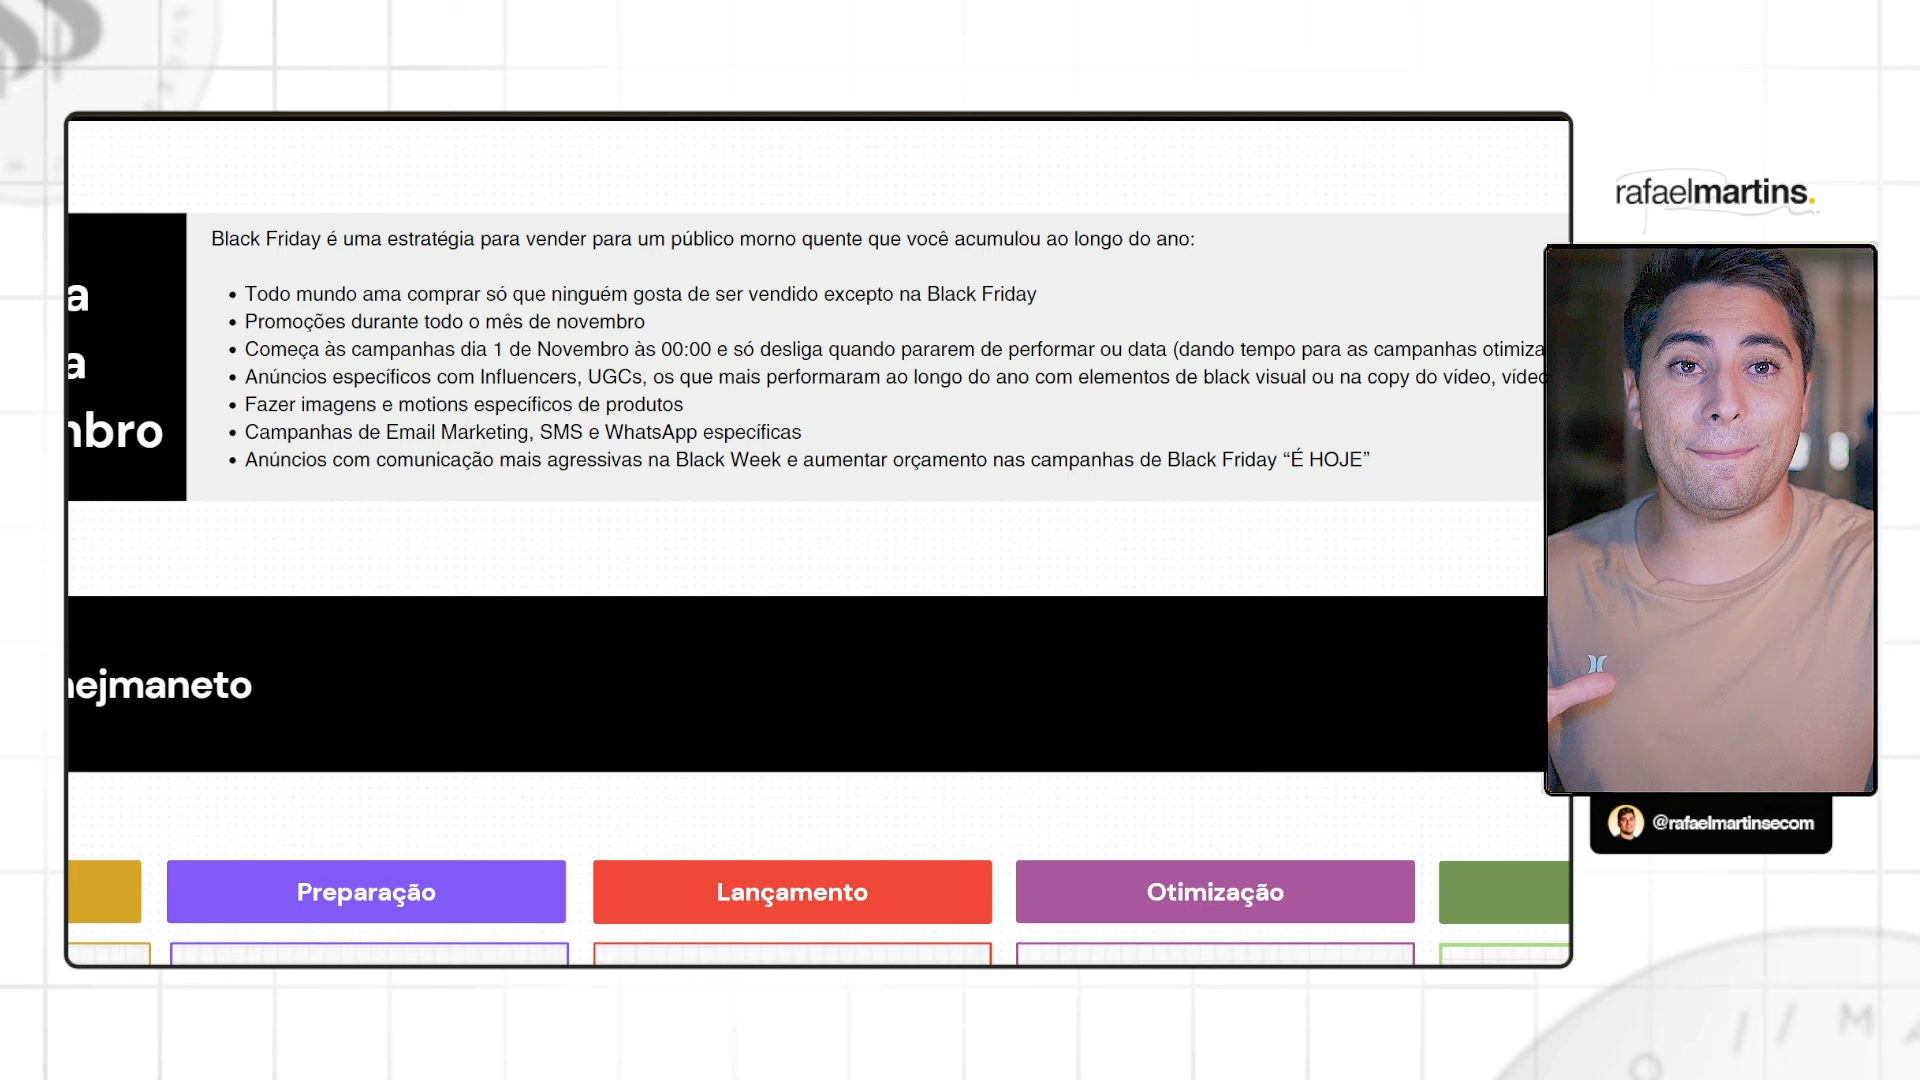 rafaelmartins.
a
a
nbro
Black Friday é uma estratégia para vender para um público morno quente que você acumulou ao longo do ano:
• Todo mundo ama comprar só que ninguém gosta de ser vendido excepto na Black Friday
• Promoções durante todo o mês de novembro
• Começa às campanhas dia 1 de Novembro às 00:00 e só desliga quando pararem de performar ou data (dando tempo para as campanhas otimiza
• Anúncios específicos com Influencers, UGCs, os que mais performaram ao longo do ano com elementos de black visual ou na copy do vídeo, vídeo
• Fazer imagens e motions específicos de produtos
• Campanhas de Email Marketing, SMS e WhatsApp específicas
• Anúncios com comunicação mais agressivas na Black Week e aumentar orçamento nas campanhas de Black Friday “É HOJE”
nejmaneto
@rafaelmartinsecom
Preparação
Lançamento
Otimização